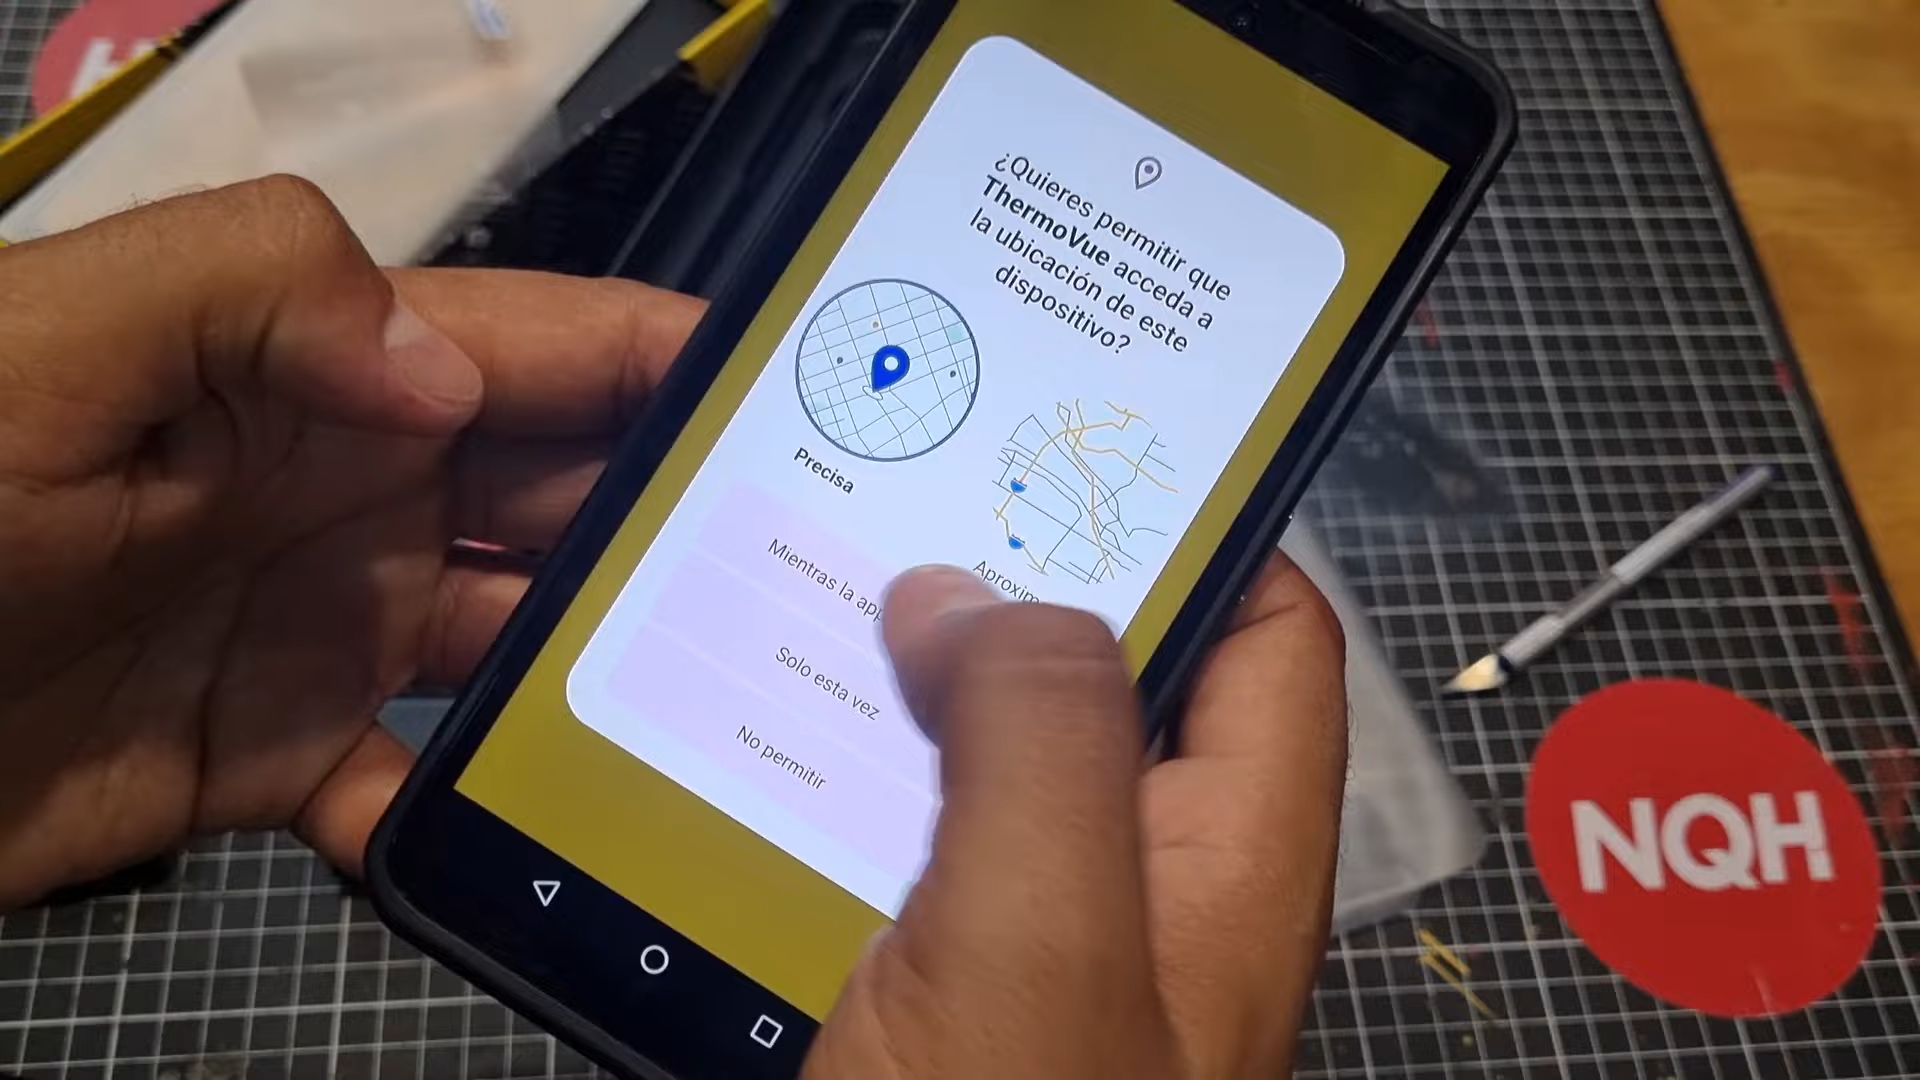 ¿Quieres permitir que
ThermoVue acceda a
la ubicación de este
dispositivo?
Precisa
Mientras la app
Solo esta vez
No permitir
NQH